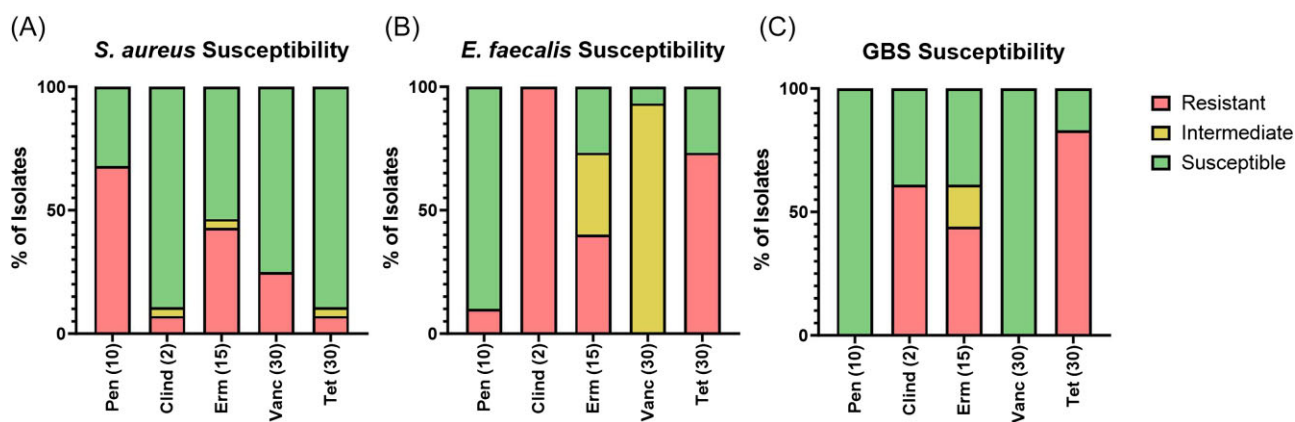 (A)
S. aureus Susceptibility
% of Isolates
100
50
0
Pen (10)
Clind (2)
Erm (15)
Vanc (30)
Tet (30)
(B)
E. faecalis Susceptibility
% of Isolates
100
50
0
Pen (10)
Clind (2)
Erm (15)
Vanc (30)
Tet (30)
(C)
GBS Susceptibility
% of Isolates
100
50
0
Pen (10)
Clind (2)
Erm (15)
Vanc (30)
Tet (30)
Resistant
Intermediate
Susceptible